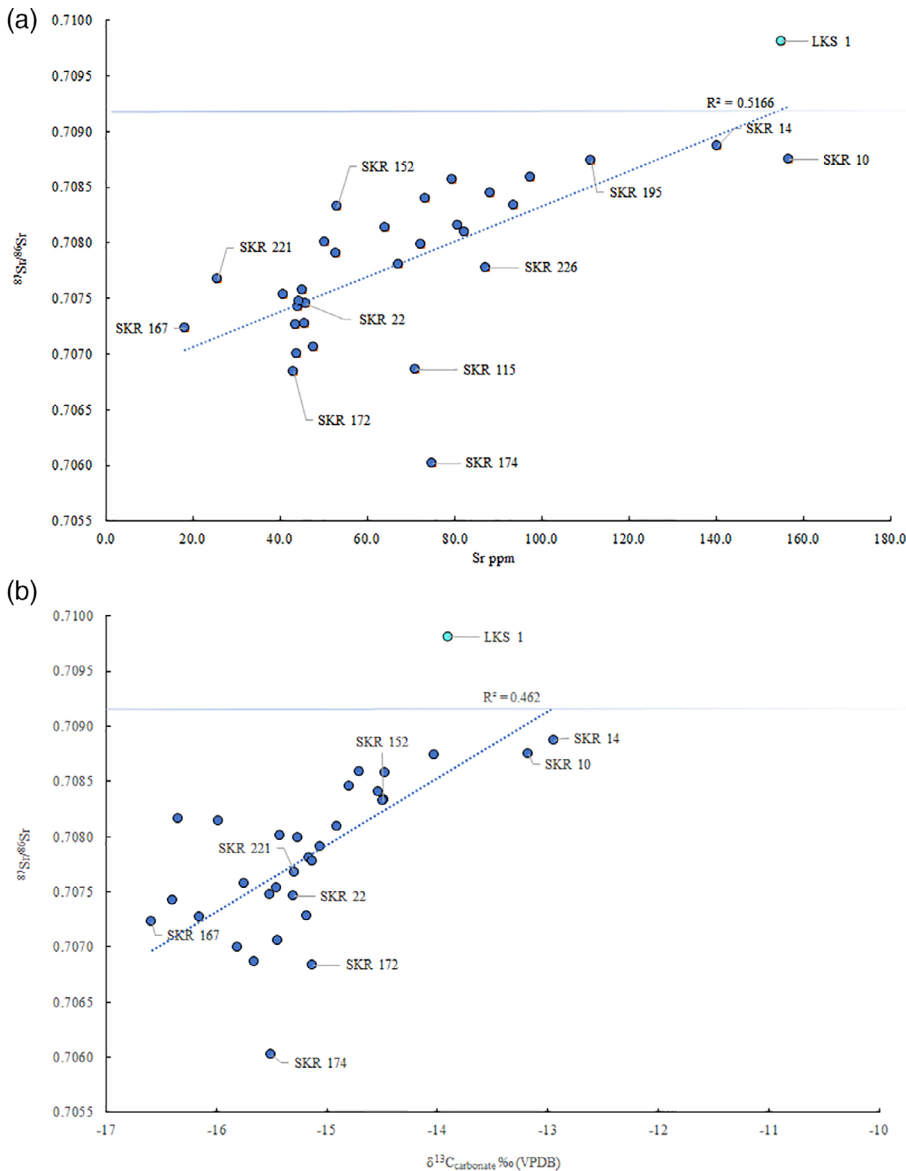 (a)
0.7100
0.7095
0.7090
0.7085
0.7080
0.7075
0.7070
0.7065
0.7060
0.7055
⁸⁷Sr/⁸⁶Sr
LKS 1
R² = 0.5166
SKR 14
SKR 10
SKR 152
SKR 195
SKR 221
SKR 226
SKR 167
SKR 22
SKR 115
SKR 172
SKR 174
0.0 20.0 40.0 60.0 80.0 100.0 120.0 140.0 160.0 180.0
Sr ppm
(b)
0.7100
0.7095
0.7090
0.7085
0.7080
0.7075
0.7070
0.7065
0.7060
0.7055
⁸⁷Sr/⁸⁶Sr
LKS 1
R² = 0.462
SKR 152
SKR 14
SKR 10
SKR 221
SKR 22
SKR 167
SKR 172
SKR 174
-17 -16 -15 -14 -13 -12 -11 -10
δ¹³Ccarbonate ‰ (VPDB)